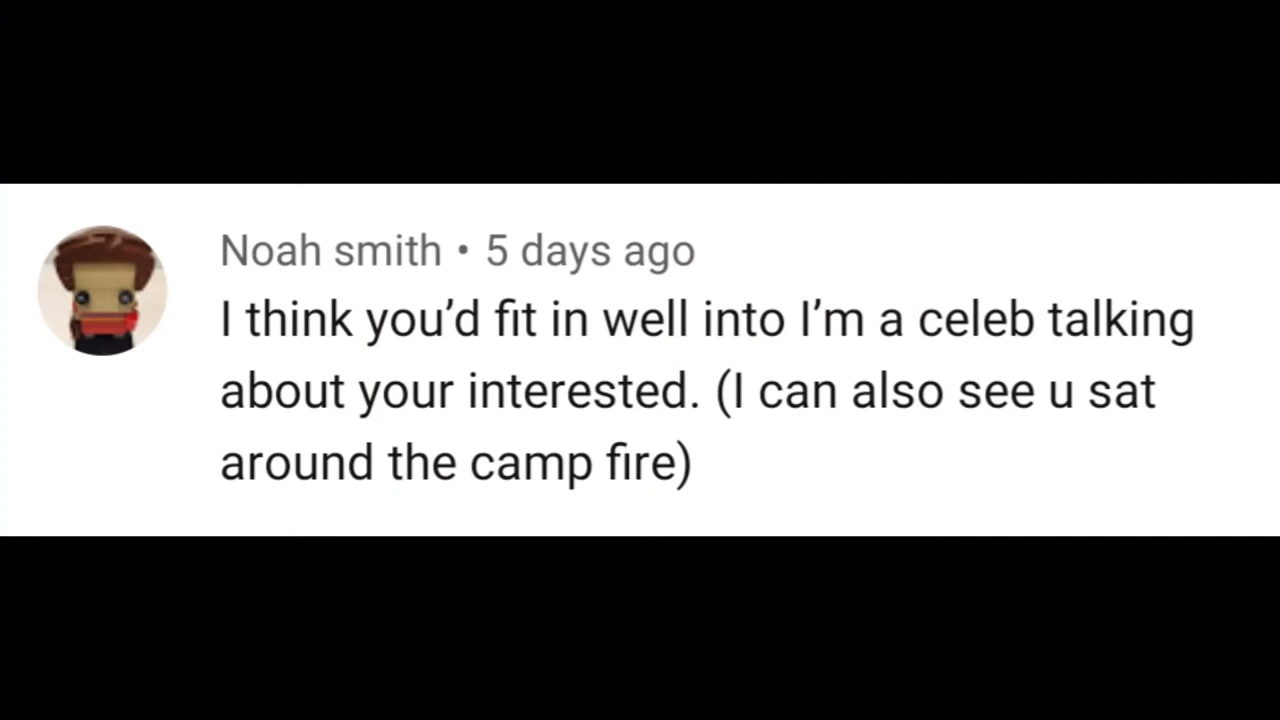 Noah smith • 5 days ago
I think you’d fit in well into I’m a celeb talking
about your interested. (I can also see u sat
around the camp fire)